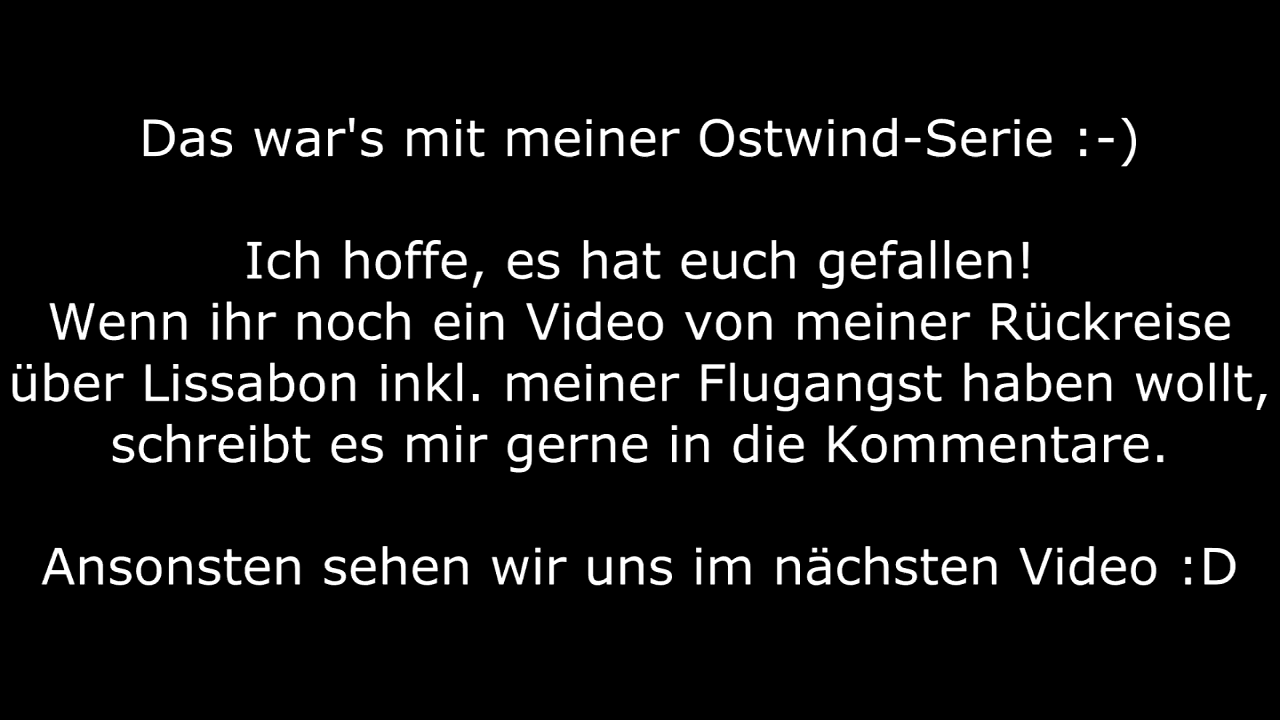 Das war's mit meiner Ostwind-Serie :-)
Ich hoffe, es hat euch gefallen!
Wenn ihr noch ein Video von meiner Rückreise
über Lissabon inkl. meiner Flugangst haben wollt,
schreibt es mir gerne in die Kommentare.
Ansonsten sehen wir uns im nächsten Video :D